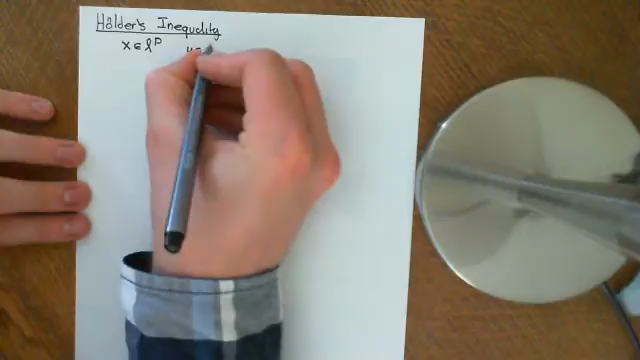 Hölder's Inequality
x ∈ l^p y